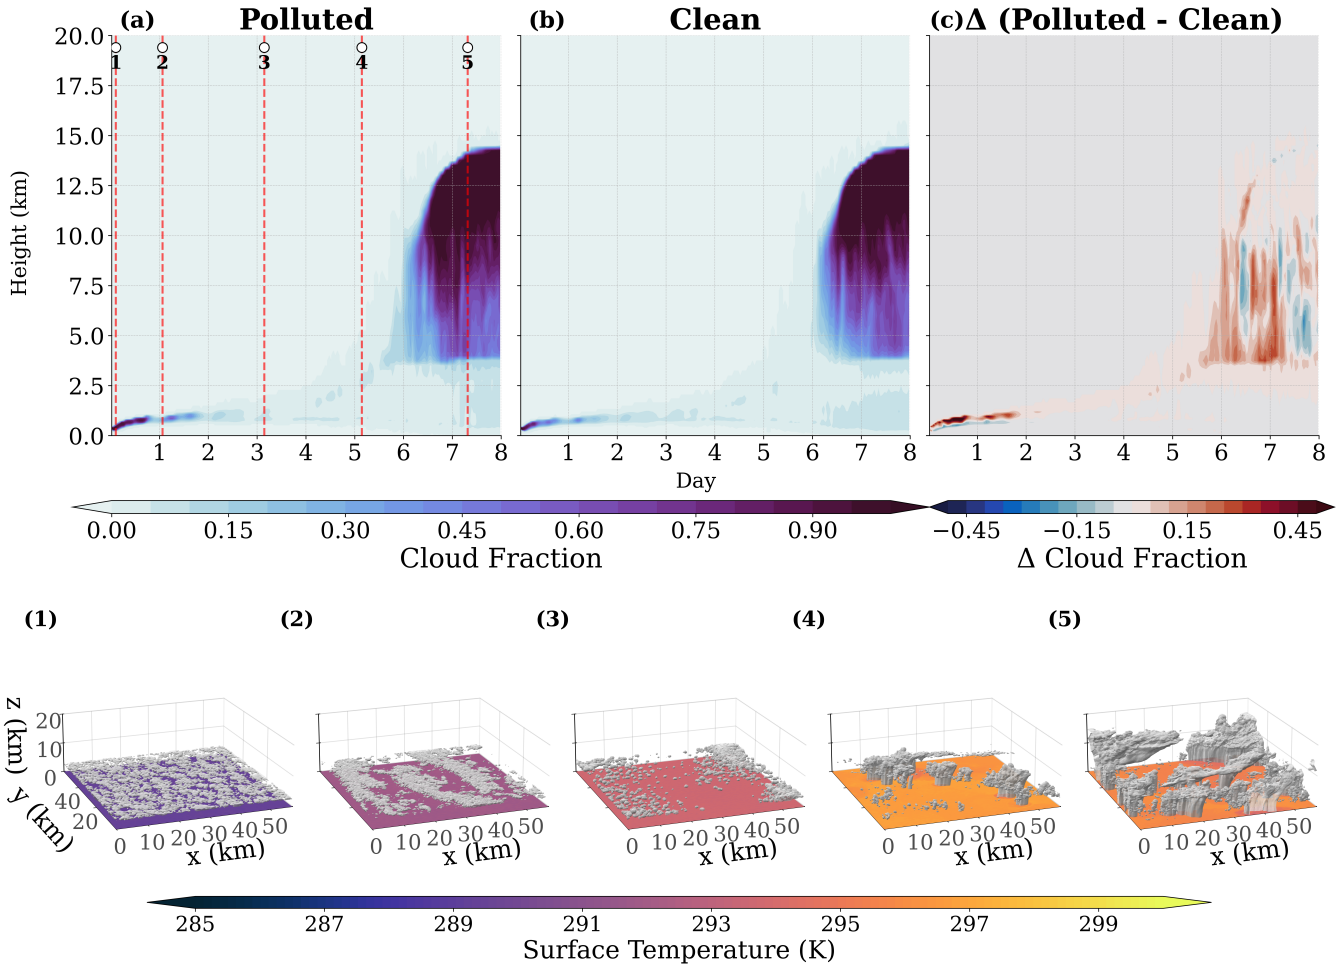 (a) Polluted
(b) Clean
(c) Δ (Polluted - Clean)
20.0
17.5
15.0
12.5
10.0
7.5
5.0
2.5
0.0
Height (km)
1 2 3 4 5
1 2 3 4 5 6 7 8
1 2 3 4 5 6 7 8
1 2 3 4 5 6 7 8
Day
0.00 0.15 0.30 0.45 0.60 0.75 0.90
Cloud Fraction
−0.45 −0.15 0.15 0.45
Δ Cloud Fraction
(1) (2) (3) (4) (5)
z (km)
20
10
0
y (km)
40
20
0 10 20 30 40 50
x (km)
0 10 20 30 40 50
x (km)
0 10 20 30 40 50
x (km)
0 10 20 30 40 50
x (km)
0 10 20 30 40 50
x (km)
285 287 289 291 293 295 297 299
Surface Temperature (K)